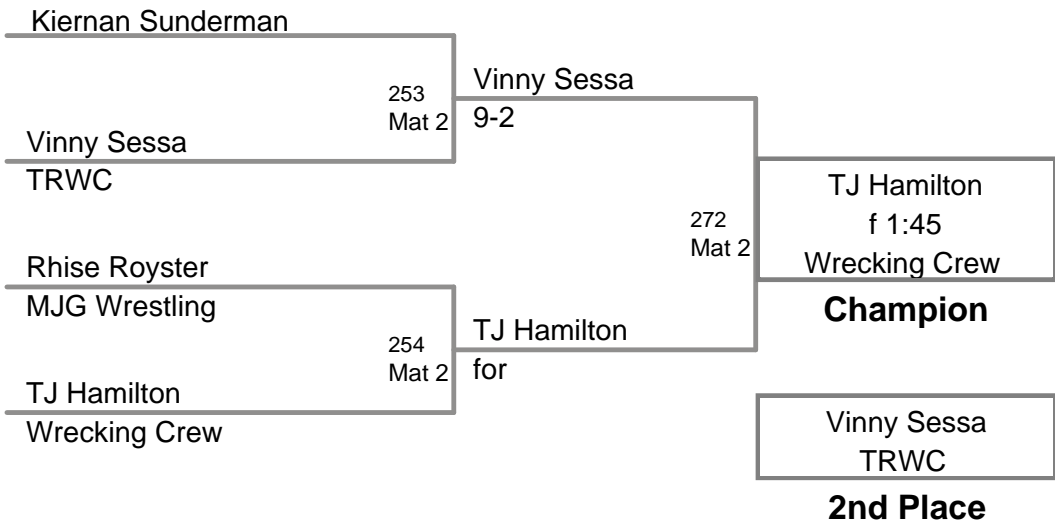 Kiernan Sunderman
253
Mat 2
Vinny Sessa
9-2
Vinny Sessa
TRWC
272
Mat 2
TJ Hamilton
f 1:45
Wrecking Crew
Champion
Rhise Royster
MJG Wrestling
254
Mat 2
TJ Hamilton
for
TJ Hamilton
Wrecking Crew
Vinny Sessa
TRWC
2nd Place